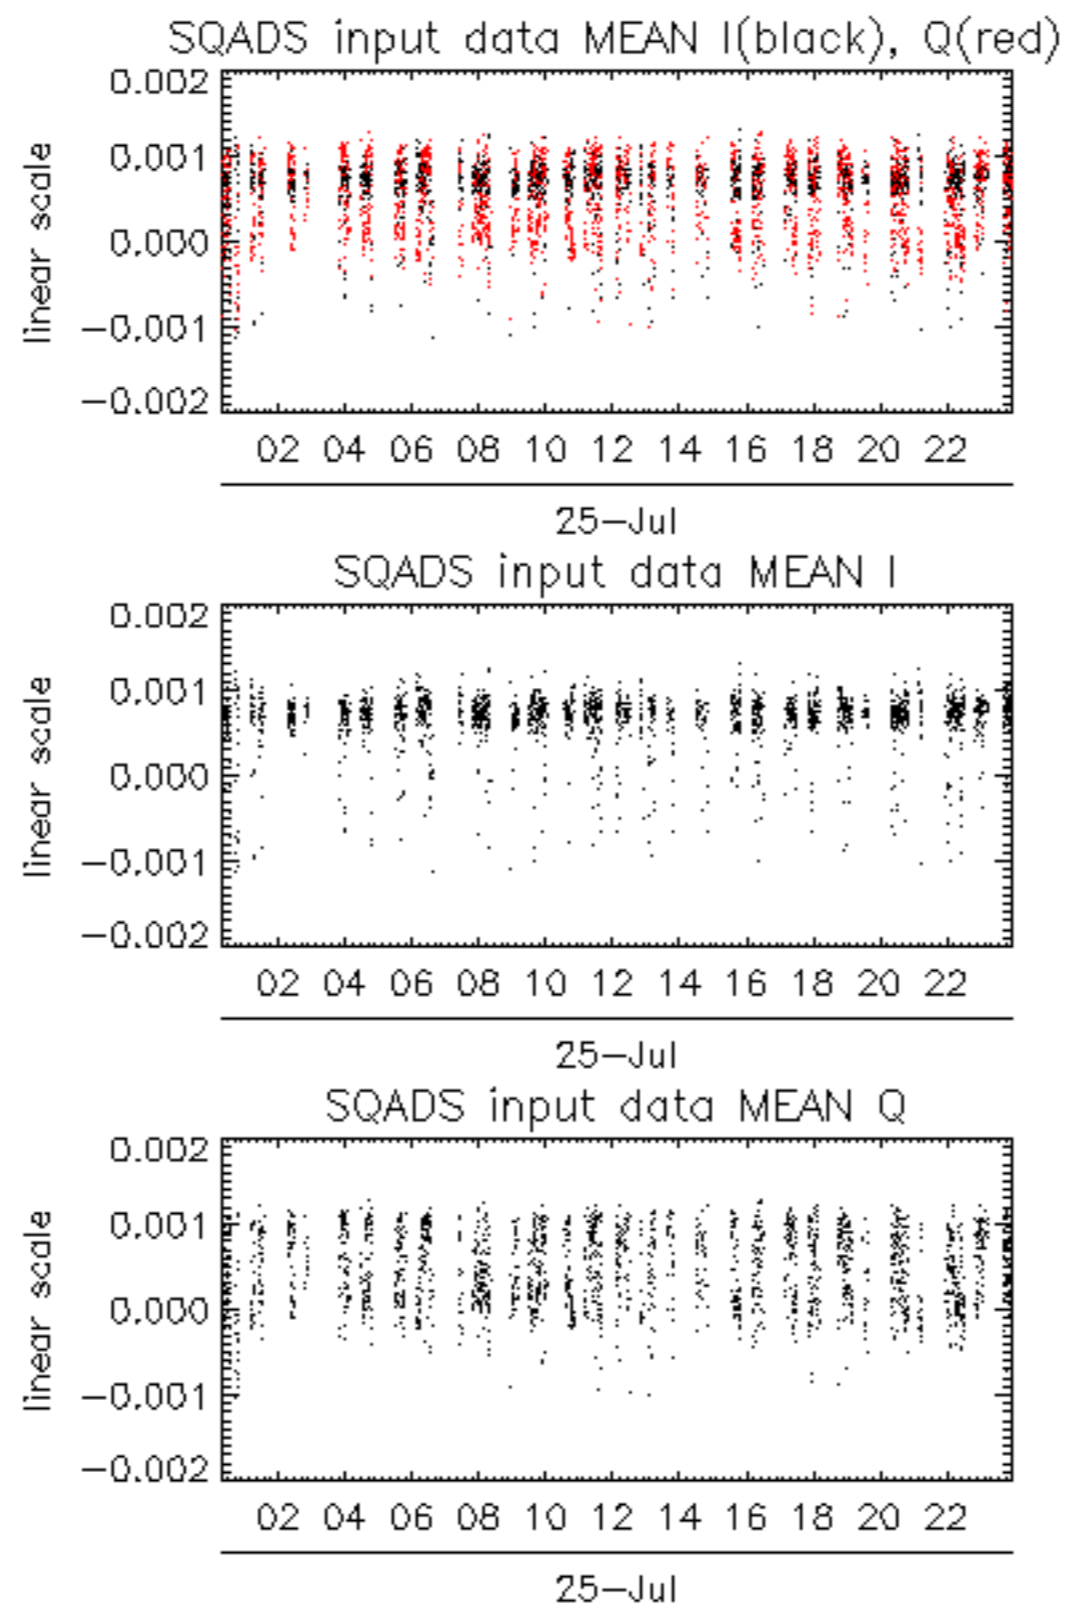 SQADS input data MEAN I(black), Q(red)
0.002
0.001
0.000
−0.001
−0.002
linear scale
02 04 06 08 10 12 14 16 18 20 22
25−Jul
SQADS input data MEAN I
0.002
0.001
0.000
−0.001
−0.002
linear scale
02 04 06 08 10 12 14 16 18 20 22
25−Jul
SQADS input data MEAN Q
0.002
0.001
0.000
−0.001
−0.002
linear scale
02 04 06 08 10 12 14 16 18 20 22
25−Jul